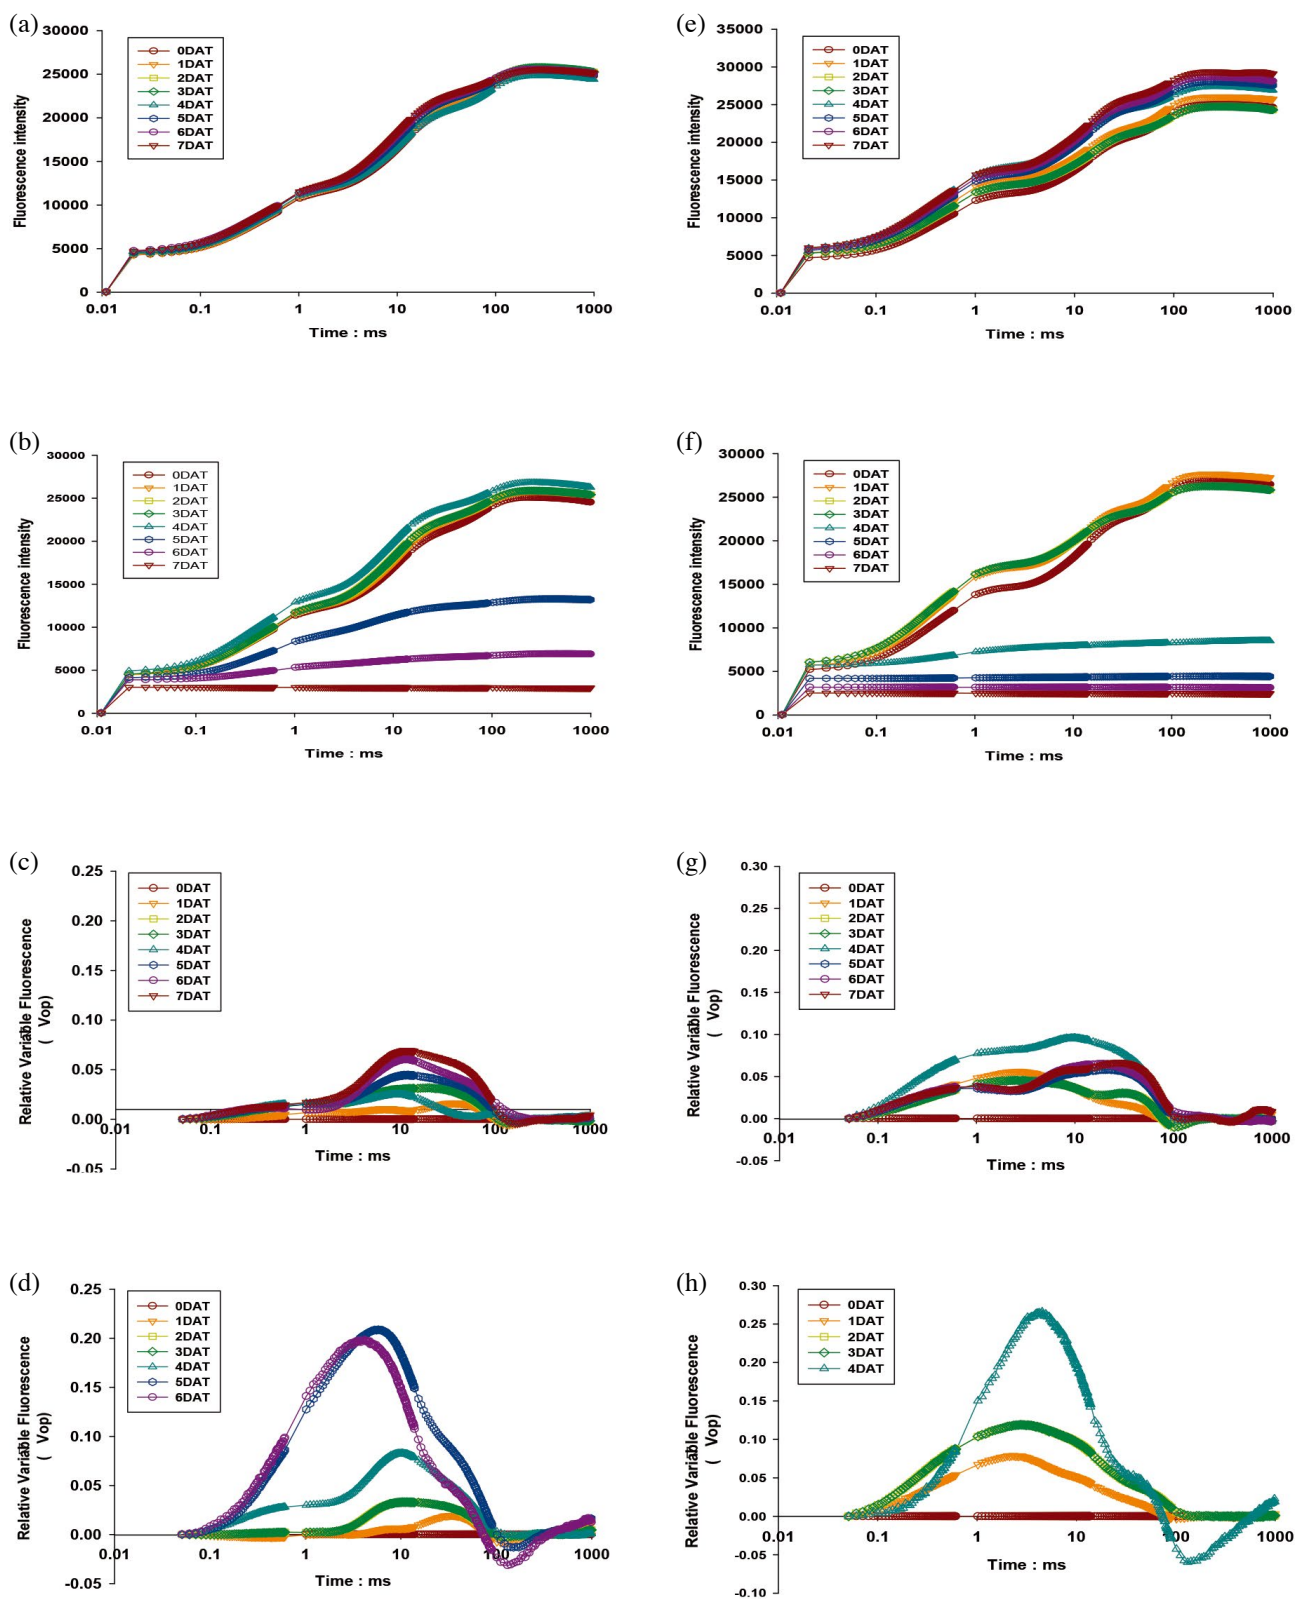 (a)
30000
25000
20000
15000
10000
5000
0
Fluorescence intensity
0DAT
1DAT
2DAT
3DAT
4DAT
5DAT
6DAT
7DAT
0.01 0.1 1 10 100 1000
Time : ms
(e)
35000
30000
25000
20000
15000
10000
5000
0
Fluorescence intensity
0DAT
1DAT
2DAT
3DAT
4DAT
5DAT
6DAT
7DAT
0.01 0.1 1 10 100 1000
Time : ms
(b)
30000
25000
20000
15000
10000
5000
0
Fluorescence intensity
0DAT
1DAT
2DAT
3DAT
4DAT
5DAT
6DAT
7DAT
0.01 0.1 1 10 100 1000
Time : ms
(f)
30000
25000
20000
15000
10000
5000
0
Fluorescence intensity
0DAT
1DAT
2DAT
3DAT
4DAT
5DAT
6DAT
7DAT
0.01 0.1 1 10 100 1000
Time : ms
(c)
0.25
0.20
0.15
0.10
0.05
0.00
-0.05
Relative Variable Fluorescence
( Vop)
0DAT
1DAT
2DAT
3DAT
4DAT
5DAT
6DAT
7DAT
0.01 0.1 1 10 100 1000
Time : ms
(g)
0.30
0.25
0.20
0.15
0.10
0.05
0.00
-0.05
Relative Variable Fluorescence
( Vop)
0DAT
1DAT
2DAT
3DAT
4DAT
5DAT
6DAT
7DAT
0.01 0.1 1 10 100 1000
Time : ms
(d)
0.25
0.20
0.15
0.10
0.05
0.00
-0.05
Relative Variable Fluorescence
( Vop)
0DAT
1DAT
2DAT
3DAT
4DAT
5DAT
6DAT
0.01 0.1 1 10 100 1000
Time : ms
(h)
0.30
0.25
0.20
0.15
0.10
0.05
0.00
-0.05
-0.10
Relative Variable Fluorescence
( Vop)
0DAT
1DAT
2DAT
3DAT
4DAT
0.01 0.1 1 10 100 1000
Time : ms